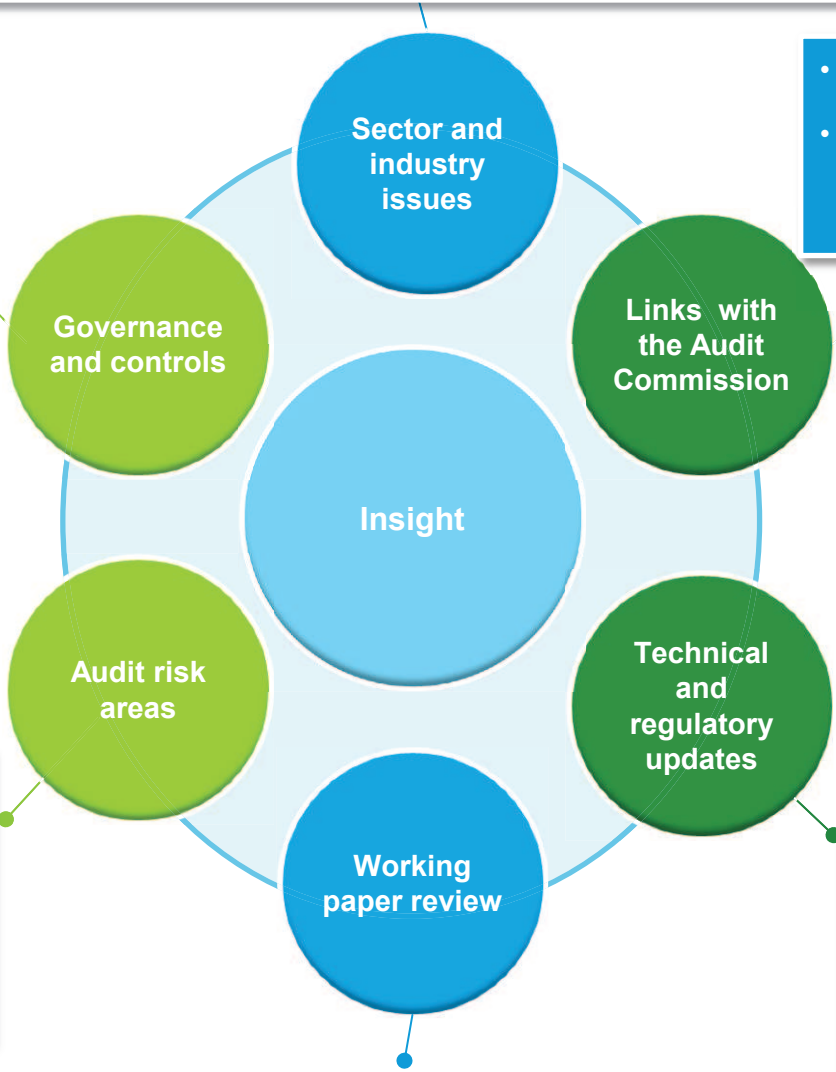 Sector and
industry
issues
Governance
and controls
Links with
the Audit
Commission
Insight
Audit risk
areas
Technical
and
regulatory
updates
Working
paper review